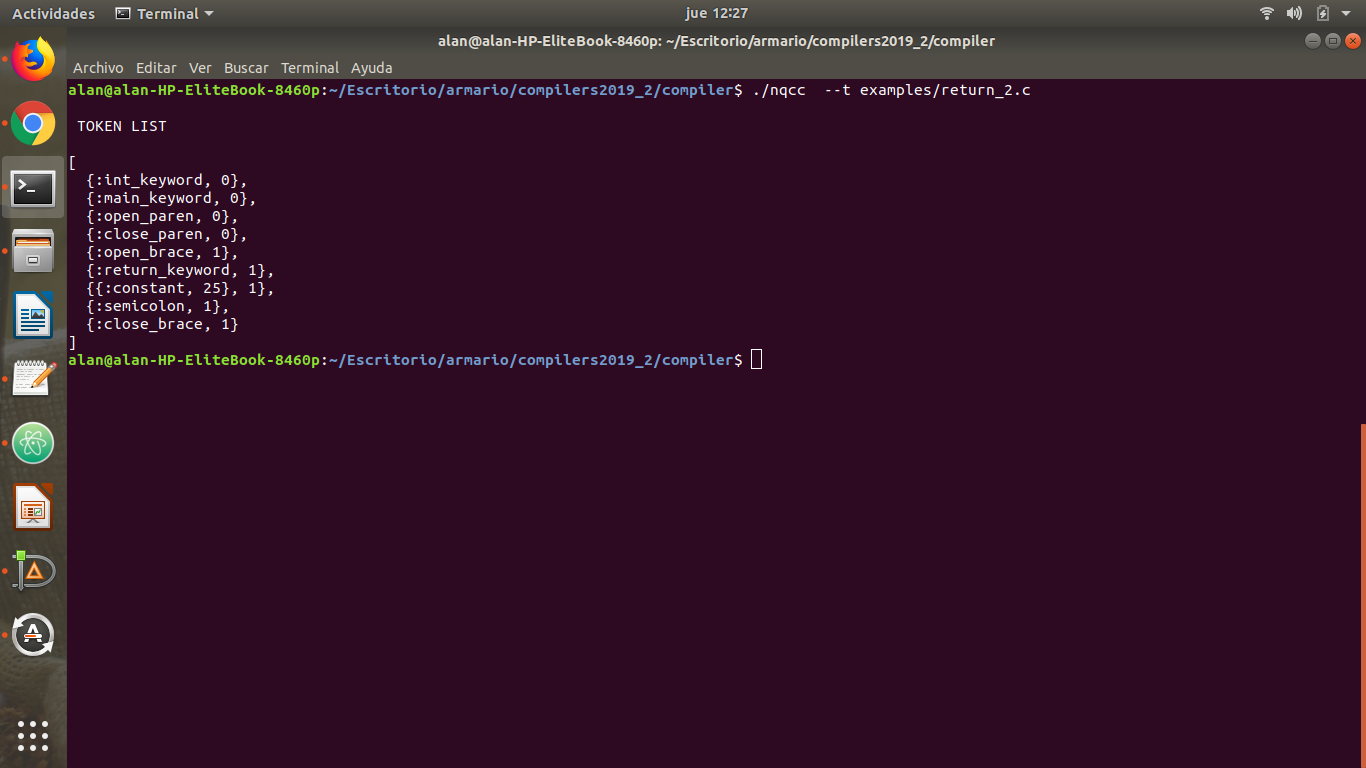 Actividades Terminal jue 12:27
alan@alan-HP-EliteBook-8460p: ~/Escritorio/armario/compilers2019_2/compiler
Archivo Editar Ver Buscar Terminal Ayuda
alan@alan-HP-EliteBook-8460p:~/Escritorio/armario/compilers2019_2/compiler$ ./nqcc  --t examples/return_2.c
TOKEN LIST
[
{:int_keyword, 0},
{:main_keyword, 0},
{:open_paren, 0},
{:close_paren, 0},
{:open_brace, 1},
{:return_keyword, 1},
{{:constant, 25}, 1},
{:semicolon, 1},
{:close_brace, 1}
]
alan@alan-HP-EliteBook-8460p:~/Escritorio/armario/compilers2019_2/compiler$